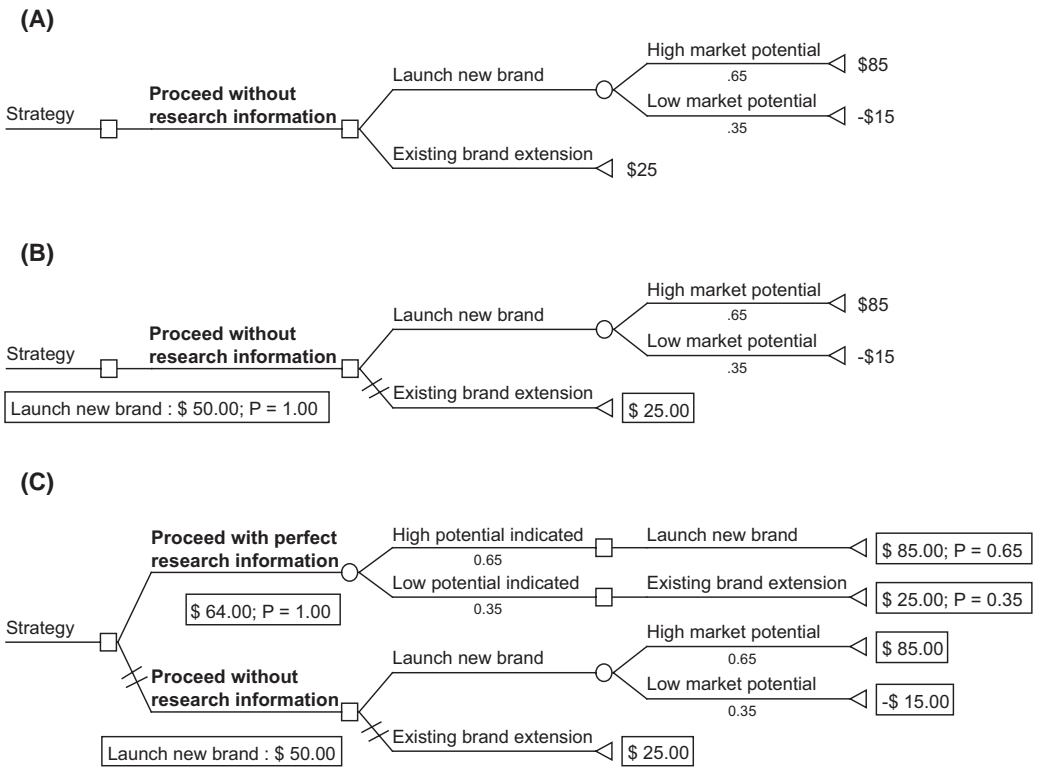 (A)
High market potential
Launch new brand
.65
$85
Proceed without
Low market potential
Strategy
research information
.35
-$15
Existing brand extension
$25
(B)
High market potential
Launch new brand
.65
$85
Proceed without
Low market potential
Strategy
research information
.35
-$15
Existing brand extension
Launch new brand : $ 50.00; P = 1.00
$ 25.00
(C)
Proceed with perfect
High potential indicated
Launch new brand
research information
0.65
$ 85.00; P = 0.65
Low potential indicated
Existing brand extension
$ 64.00; P = 1.00
0.35
$ 25.00; P = 0.35
Strategy
High market potential
Launch new brand
0.65
$ 85.00
Proceed without
Low market potential
research information
0.35
-$ 15.00
Existing brand extension
Launch new brand : $ 50.00
$ 25.00